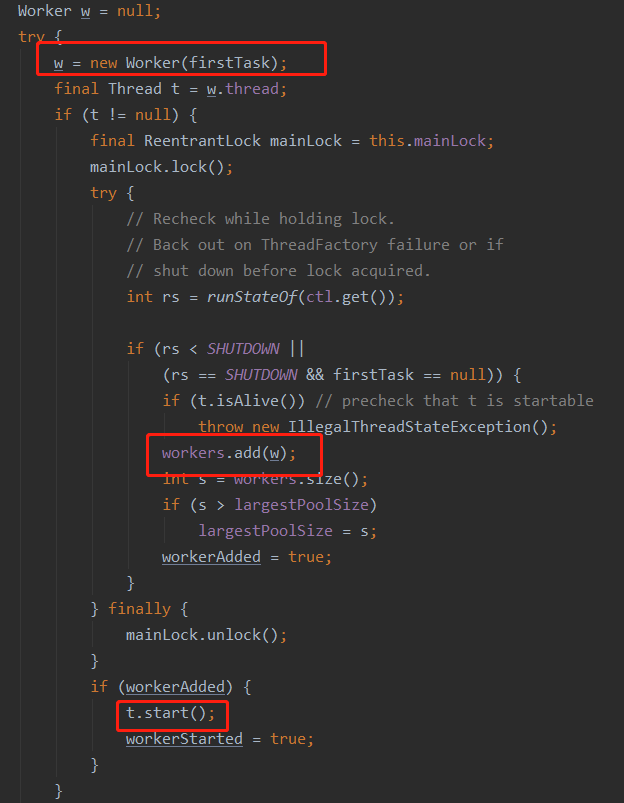 Worker w = null;
try {
w = new Worker(firstTask);
final Thread t = w.thread;
if (t != null) {
final ReentrantLock mainLock = this.mainLock;
mainLock.lock();
try {
// Recheck while holding lock.
// Back out on ThreadFactory failure or if
// shut down before lock acquired.
int rs = runStateOf(ctl.get());
if (rs < SHUTDOWN ||
(rs == SHUTDOWN && firstTask == null)) {
if (t.isAlive()) // precheck that t is startable
throw new IllegalThreadStateException();
workers.add(w);
int s = workers.size();
if (s > largestPoolSize)
largestPoolSize = s;
workerAdded = true;
}
} finally {
mainLock.unlock();
}
if (workerAdded) {
t.start();
workerStarted = true;
}
}